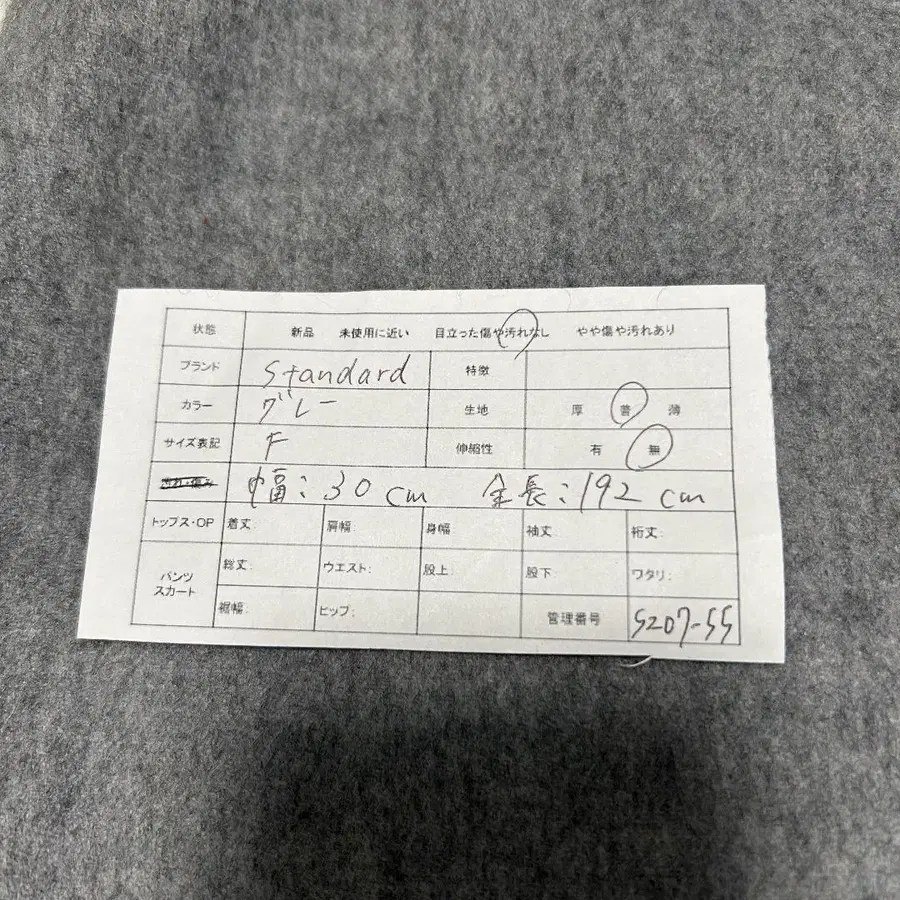 状態 新品 未使用に近い 目立った傷や汚れなし やや傷や汚れあり
ブランド Standard 特徴
カラー グレー 生地 厚 普 薄
サイズ表記 F 伸縮性 有 無
汚れ・傷み 巾幅:30cm 全長:192cm
トップス・OP 着丈: 肩幅: 身幅 袖丈: 裄丈:
パンツ スカート 総丈: ウエスト: 股上: 股下: ワタリ:
裾幅: ヒップ: 管理番号 S207-55